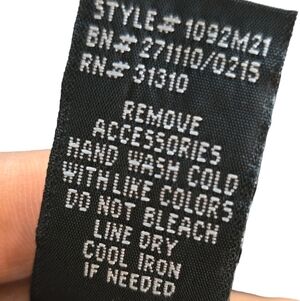 STYLE# 1092M21
BN# 271110/0215
RN# 31310
REMOVE
ACCESSORIES
HAND WASH COLD
WITH LIKE COLORS
DO NOT BLEACH
LINE DRY
COOL IRON
IF NEEDED